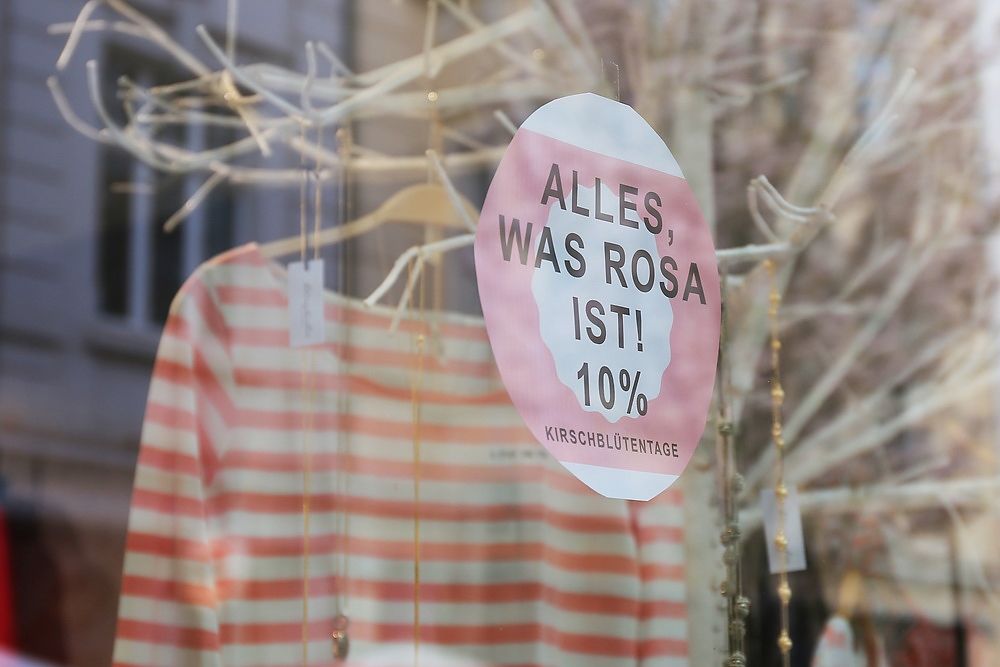 ALLES,
WAS ROSA
IST!
10%
KIRSCHBLÜTENTAGE